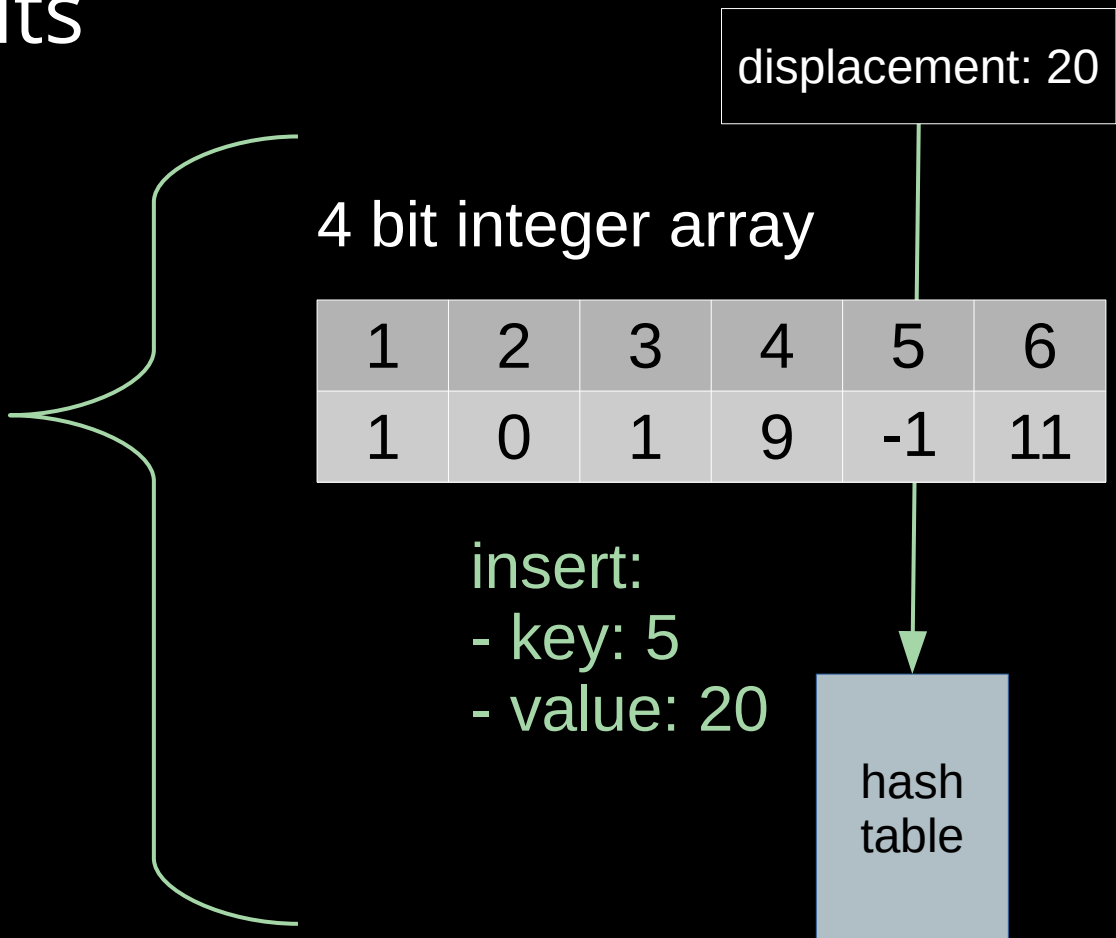 displacement: 20
4 bit integer array
1 2 3 4 5 6
1 0 1 9 -1 11
insert:
- key: 5
- value: 20
hash
table